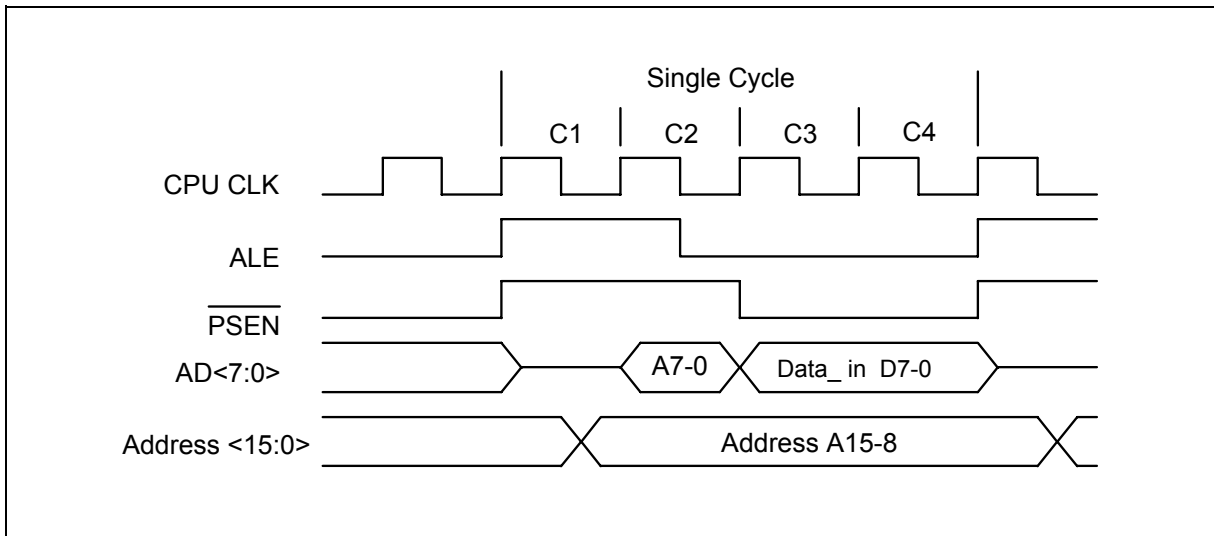 Single Cycle
C1 C2 C3 C4
CPU CLK
ALE
PSEN
AD<7:0> A7-0 Data_ in D7-0
Address <15:0> Address A15-8